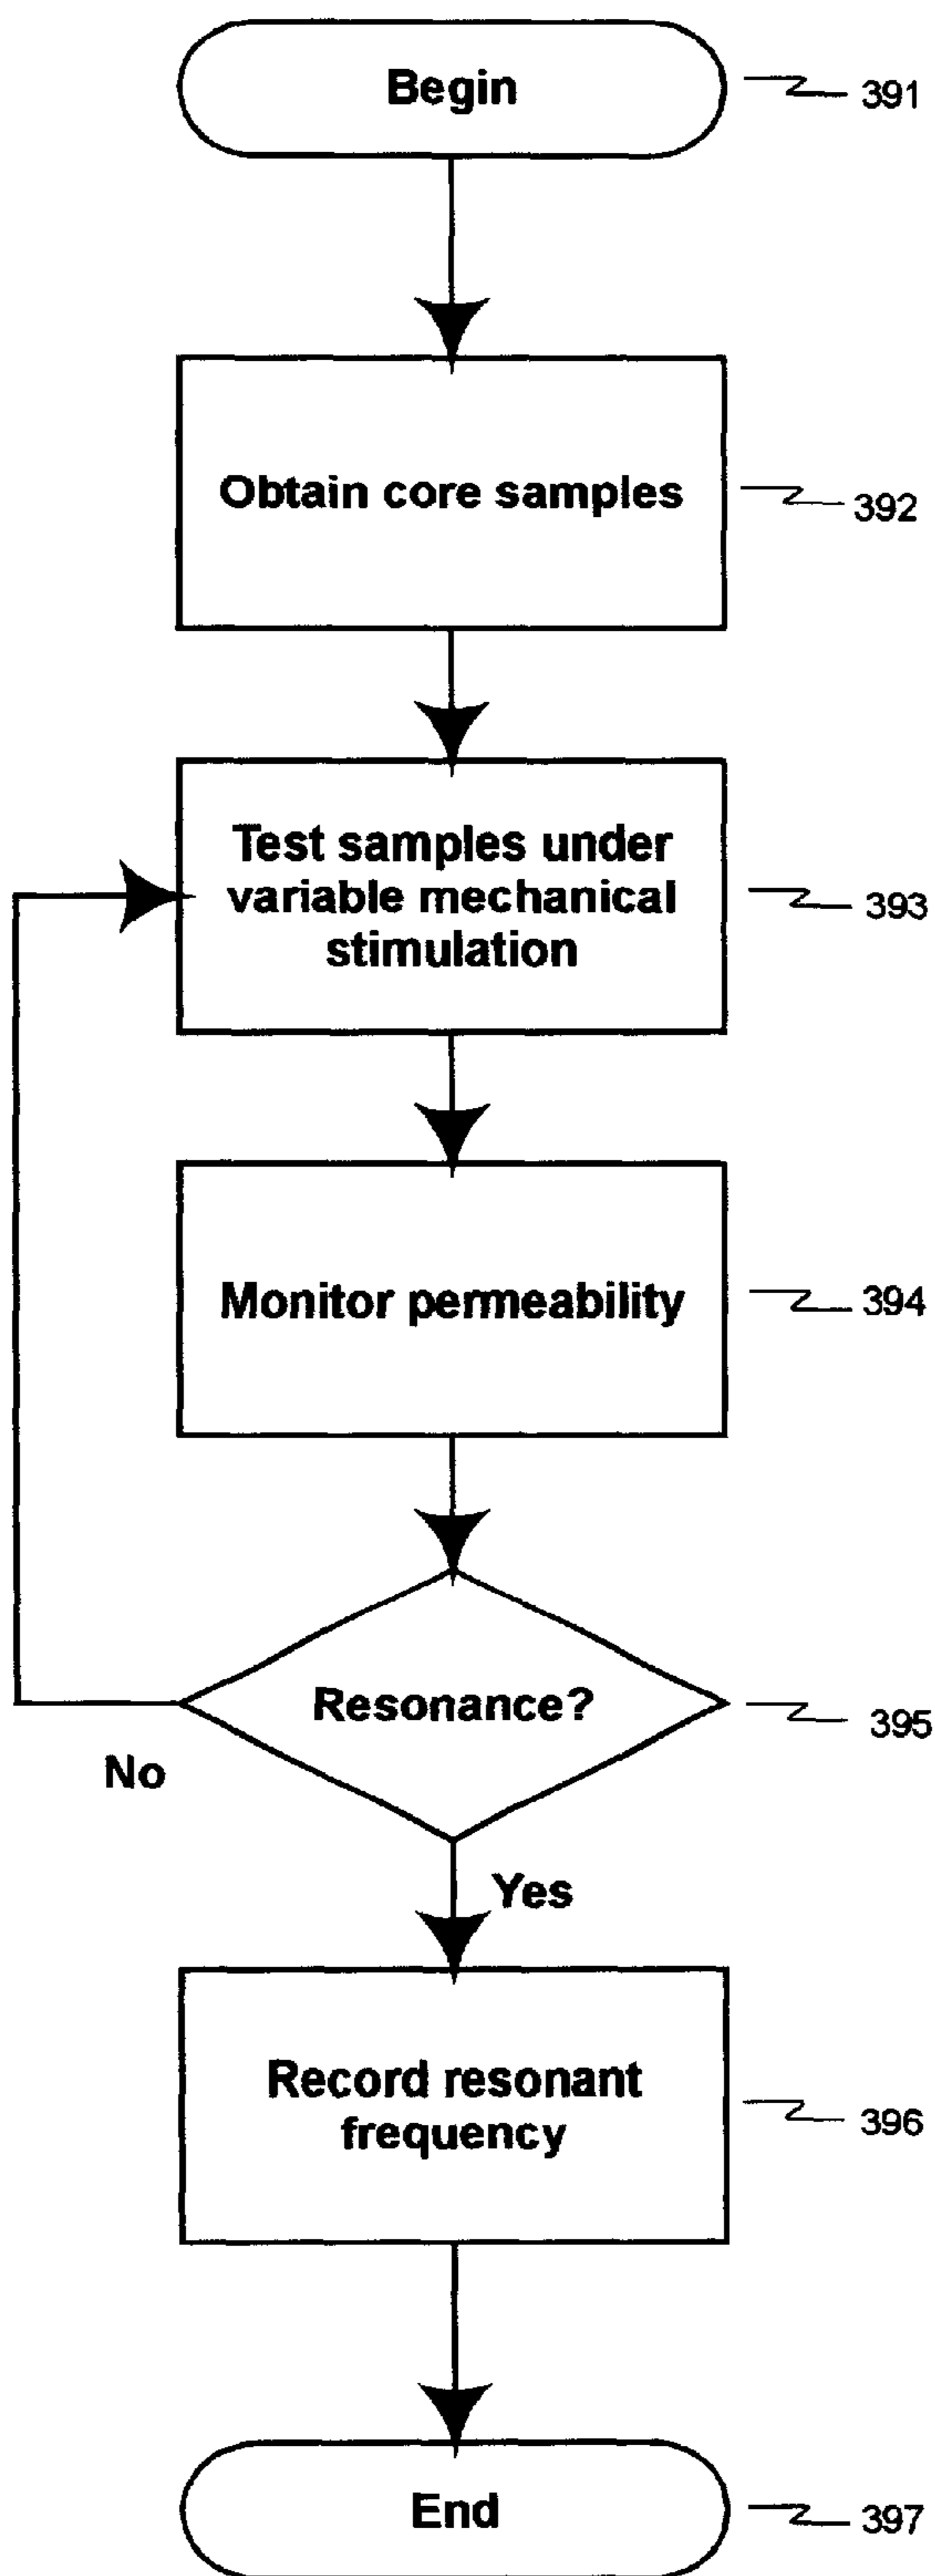 Begin
391
Obtain core samples
392
Test samples under
variable mechanical
stimulation
393
Monitor permeability
394
Resonance?
395
No
Yes
Record resonant
frequency
396
End
397